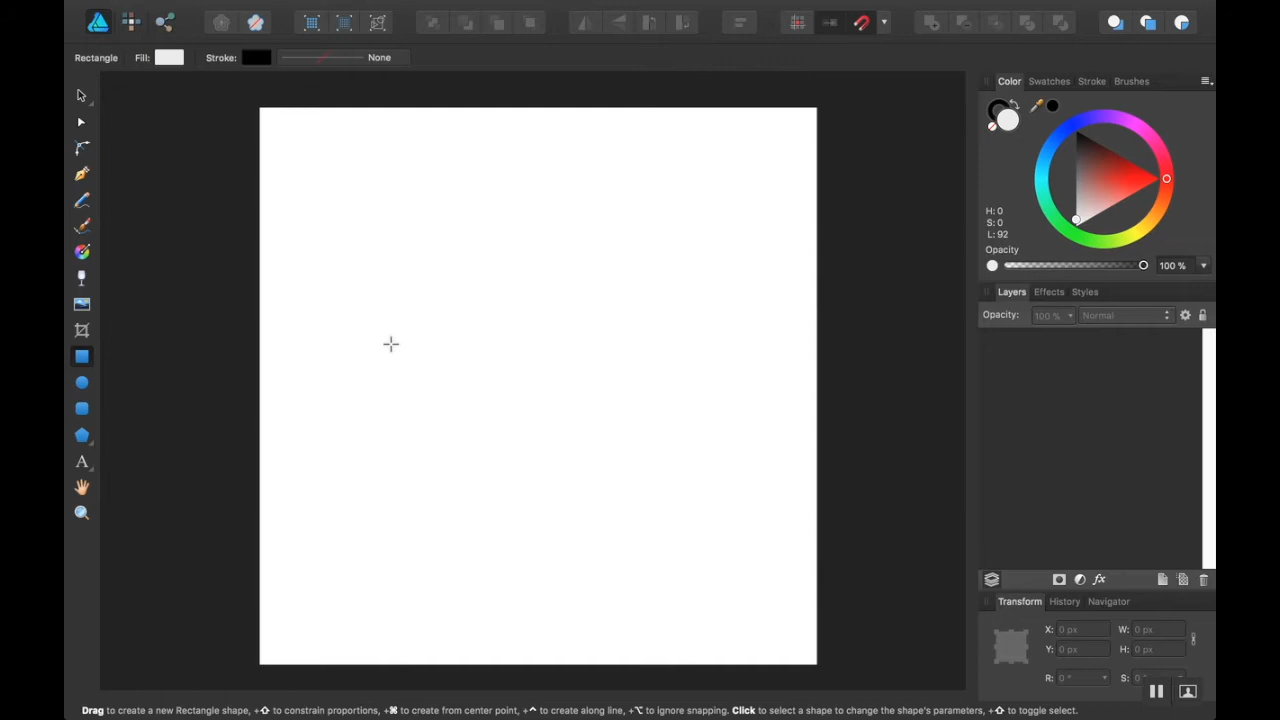 Rectangle Fill: Stroke: None
Color Swatches Stroke Brushes
H: 0
S: 0
L: 92
Opacity
100 %
Layers Effects Styles
Opacity: 100 % Normal
Transform History Navigator
X: 0 px W: 0 px
Y: 0 px H: 0 px
R: 0 ° S: 0
A
Drag to create a new Rectangle shape, +⇧ to constrain proportions, +⌘ to create from center point, +^ to create along line, +⌥ to ignore snapping. Click to select a shape to change the shape's parameters, +⇧ to toggle select.